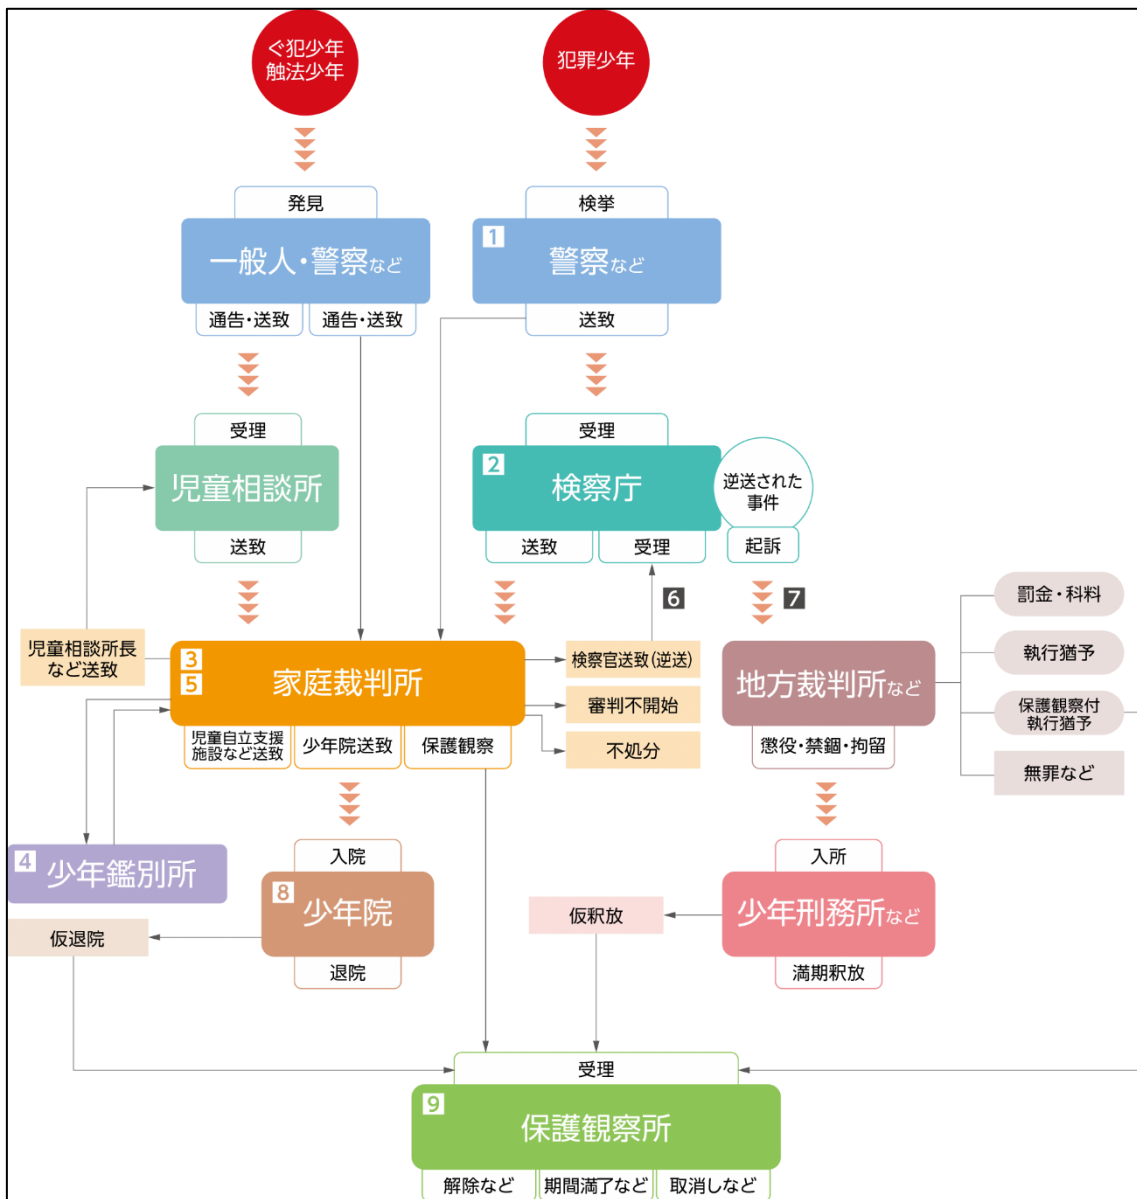 ぐ犯少年
触法少年
犯罪少年
発見
一般人・警察など
通告・送致
通告・送致
検挙
1
警察など
送致
受理
児童相談所
送致
受理
2
検察庁
送致
受理
逆送された
事件
起訴
6
7
児童相談所長
など送致
3
5
家庭裁判所
児童自立支援
施設など送致
少年院送致
保護観察
検察官送致(逆送)
審判不開始
不処分
地方裁判所など
懲役・禁錮・拘留
罰金・科料
執行猶予
保護観察付
執行猶予
無罪など
4
少年鑑別所
入院
8
少年院
退院
仮退院
入所
少年刑務所など
満期釈放
仮釈放
受理
9
保護観察所
解除など
期間満了など
取消しなど